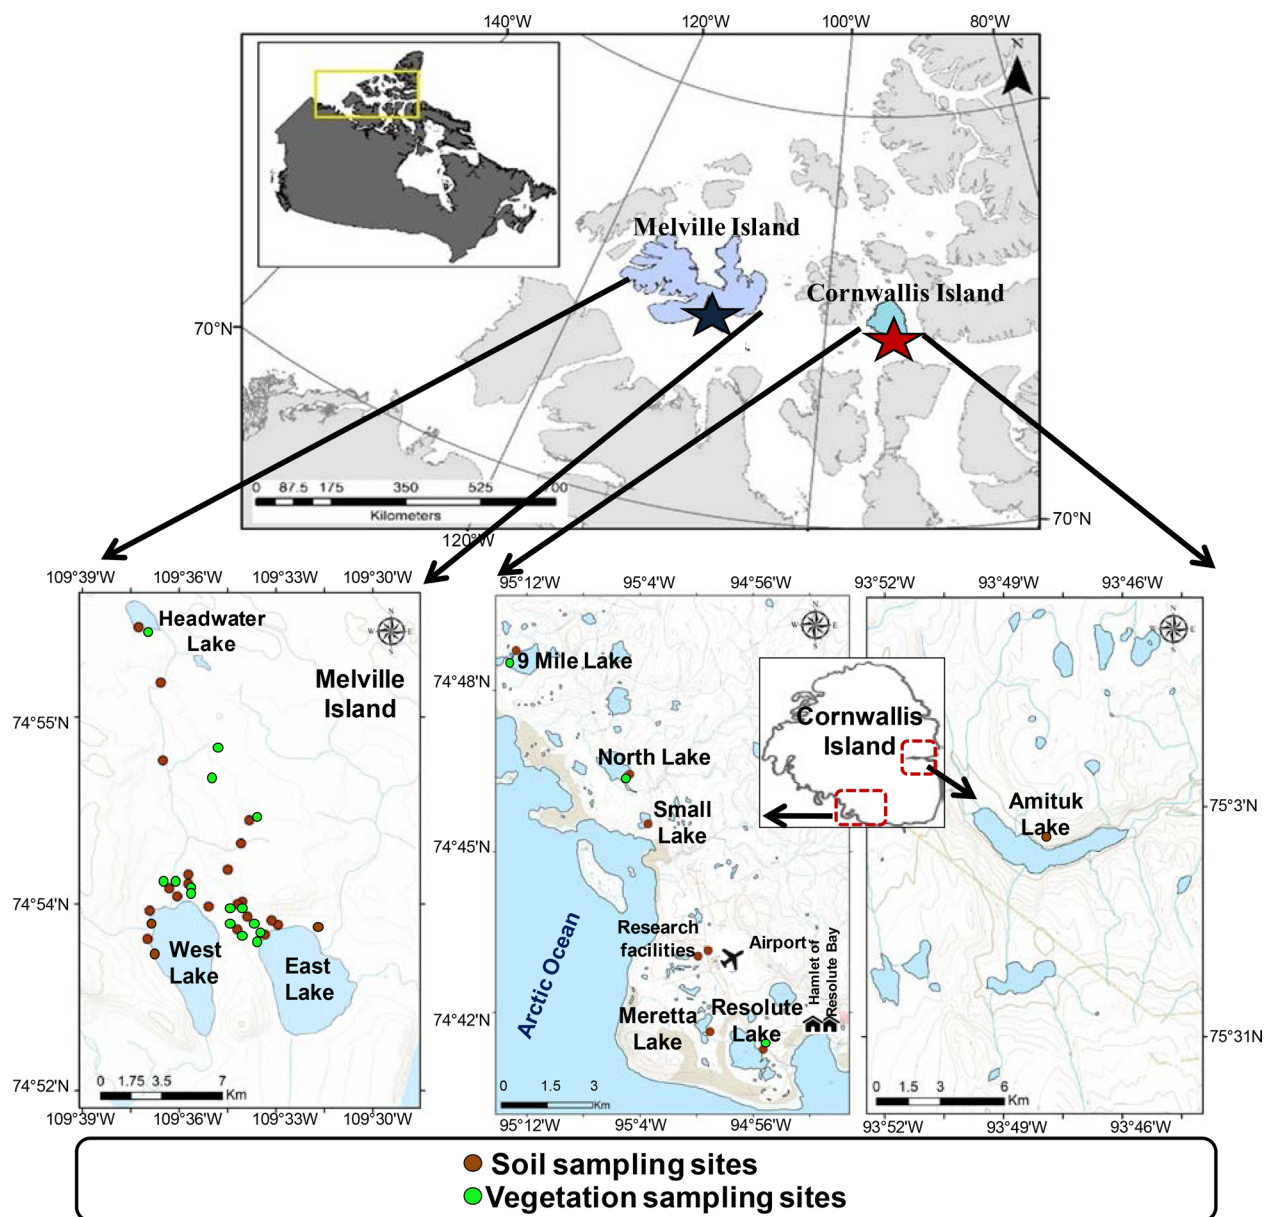 140°W 120°W 100°W 80°W
N
Melville Island
Cornwallis Island
70°N
0 87.5 175 350 525 700
Kilometers
70°N
120°W
109°39'W 109°36'W 109°33'W 109°30'W
N
W E
S
Headwater
Lake
Melville
Island
74°55'N
74°54'N
West
Lake
East
Lake
74°52'N
0 1.75 3.5 7
Km
109°39'W 109°36'W 109°33'W 109°30'W
95°12'W 95°4'W 94°56'W
N
W E
S
9 Mile Lake
74°48'N
North Lake
Small
Lake
74°45'N
Arctic Ocean
Research
facilities
Airport
Hamlet of
Resolute Bay
Meretta
Lake
Resolute
Lake
74°42'N
0 1.5 3
Km
95°12'W 95°4'W 94°56'W
Cornwallis
Island
93°52'W 93°49'W 93°46'W
N
W E
S
Amituk
Lake
75°3'N
75°31'N
0 1.5 3 6
Km
93°52'W 93°49'W 93°46'W
Soil sampling sites
Vegetation sampling sites